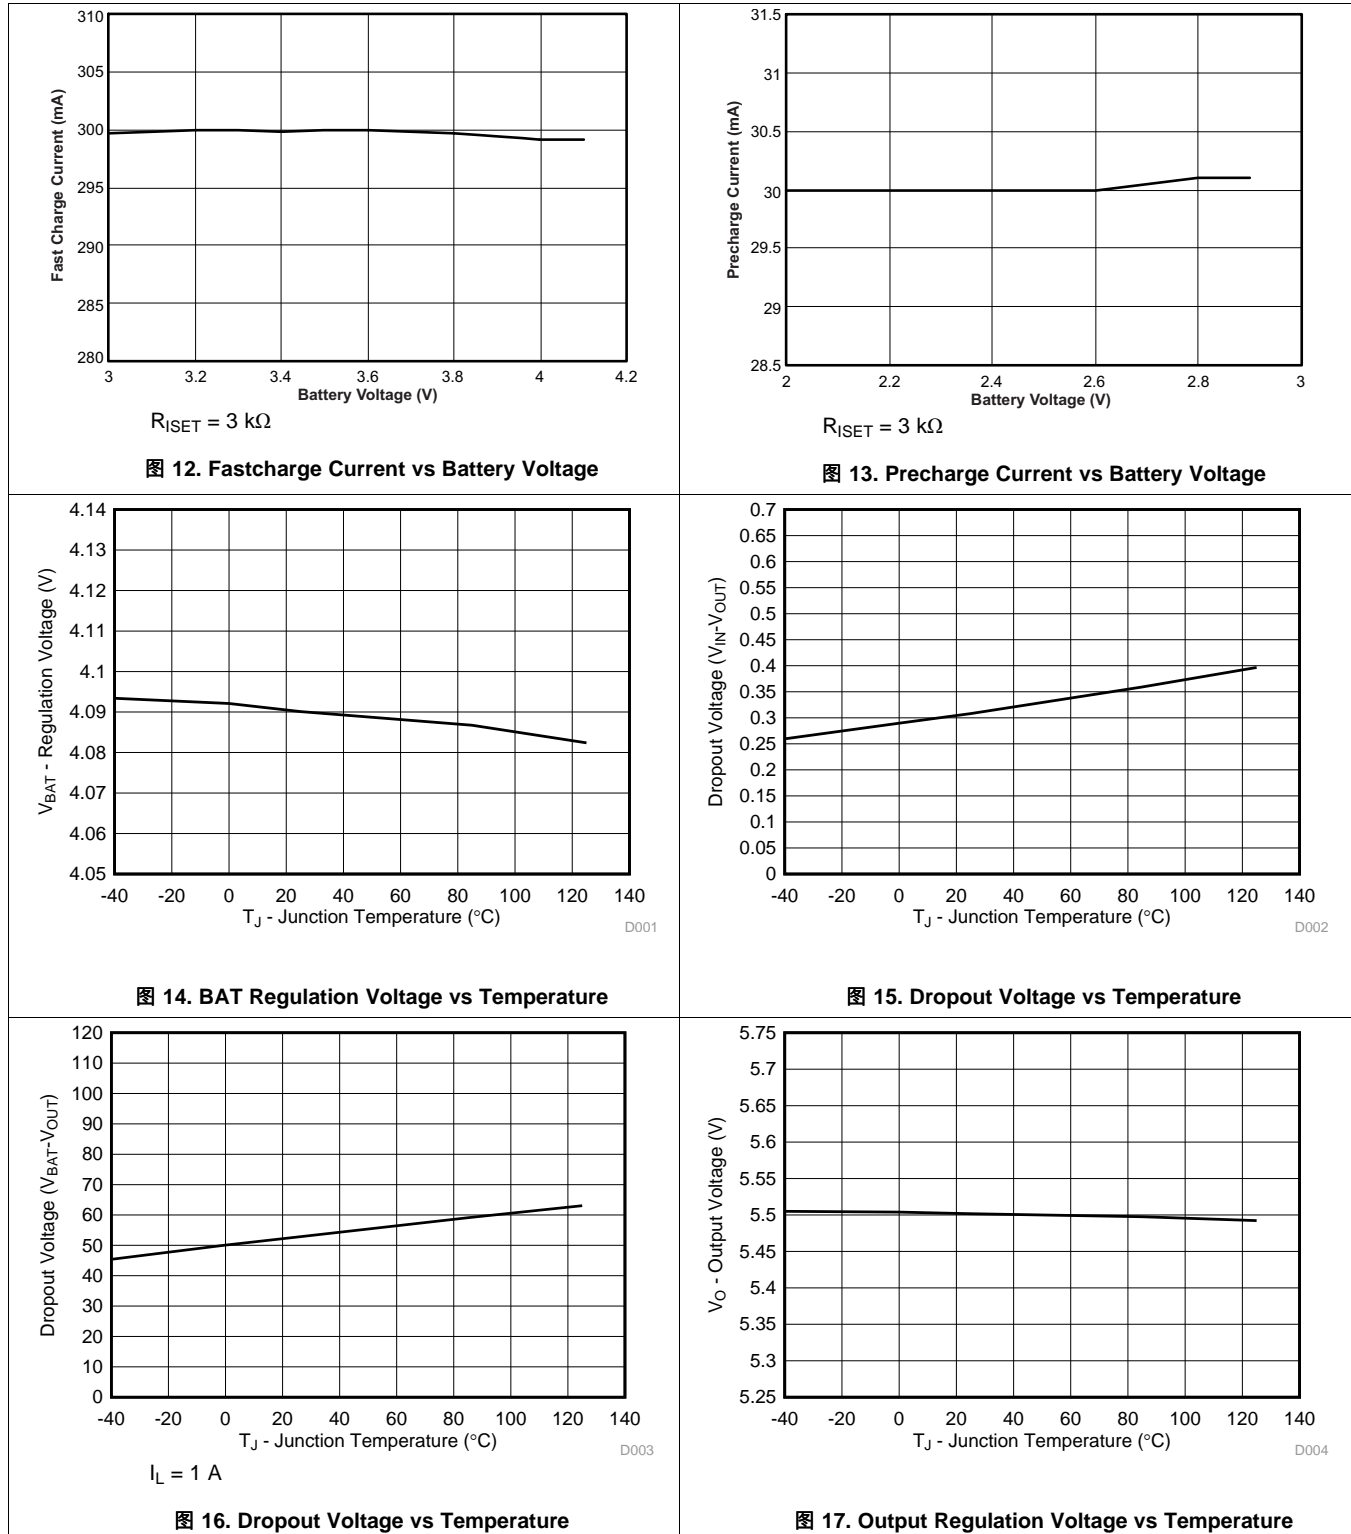 310
305
300
295
290
285
280
Fast Charge Current (mA)
3 3.2 3.4 3.6 3.8 4 4.2
Battery Voltage (V)
RISET = 3 kΩ
图 12. Fastcharge Current vs Battery Voltage
31.5
31
30.5
30
29.5
29
28.5
Precharge Current (mA)
2 2.2 2.4 2.6 2.8 3
Battery Voltage (V)
RISET = 3 kΩ
图 13. Precharge Current vs Battery Voltage
4.14
4.13
4.12
4.11
4.1
4.09
4.08
4.07
4.06
4.05
VBAT - Regulation Voltage (V)
-40 -20 0 20 40 60 80 100 120 140
TJ - Junction Temperature (°C)
D001
图 14. BAT Regulation Voltage vs Temperature
0.7
0.65
0.6
0.55
0.5
0.45
0.4
0.35
0.3
0.25
0.2
0.15
0.1
0.05
0
Dropout Voltage (VIN-VOUT)
-40 -20 0 20 40 60 80 100 120 140
TJ - Junction Temperature (°C)
D002
图 15. Dropout Voltage vs Temperature
120
110
100
90
80
70
60
50
40
30
20
10
0
Dropout Voltage (VBAT-VOUT)
-40 -20 0 20 40 60 80 100 120 140
TJ - Junction Temperature (°C)
D003
IL = 1 A
图 16. Dropout Voltage vs Temperature
5.75
5.7
5.65
5.6
5.55
5.5
5.45
5.4
5.35
5.3
5.25
VO - Output Voltage (V)
-40 -20 0 20 40 60 80 100 120 140
TJ - Junction Temperature (°C)
D004
图 17. Output Regulation Voltage vs Temperature